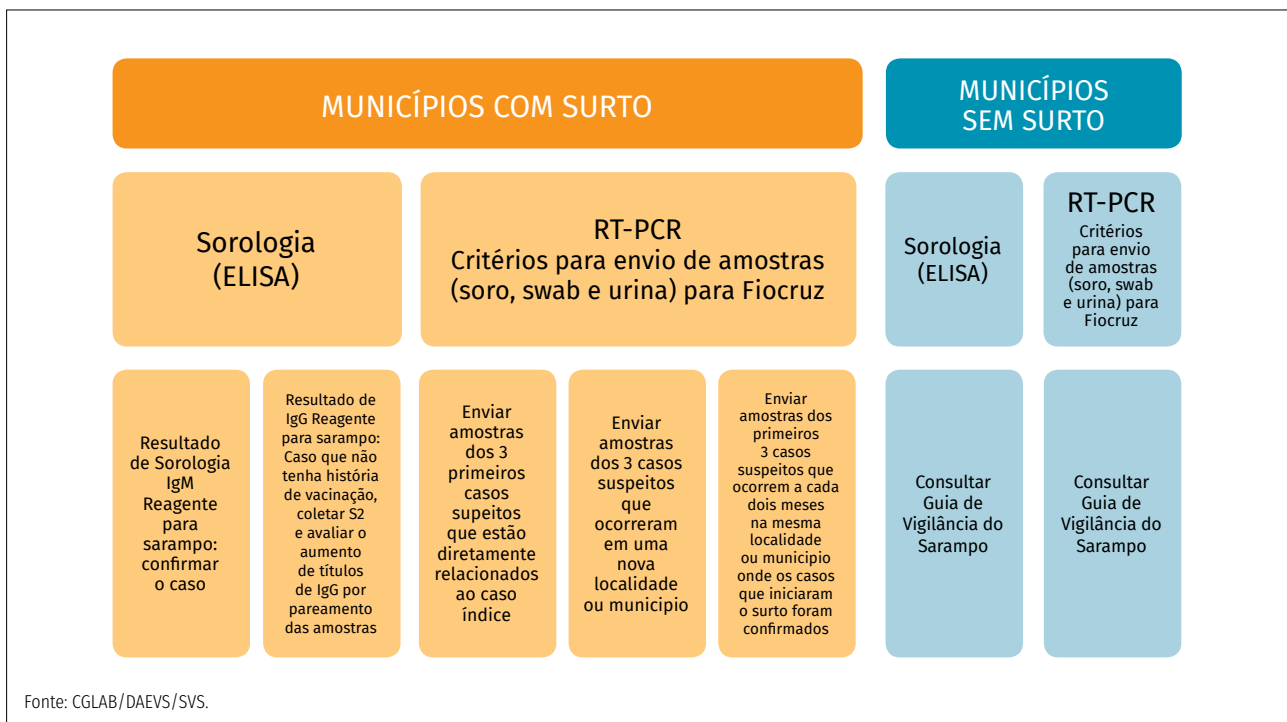 MUNICÍPIOS COM SURTO
MUNICÍPIOS
SEM SURTO
Sorologia
(ELISA)
RT-PCR
Critérios para envio de amostras
(soro, swab e urina) para Fiocruz
Sorologia
(ELISA)
RT-PCR
Critérios
para envio
de amostras
(soro, swab
e urina) para
Fiocruz
Resultado
de Sorologia
IgM
Reagente
para
sarampo:
confirmar
o caso
Resultado de
IgG Reagente
para sarampo:
Caso que não
tenha história
de vacinação,
coletar S2
e avaliar o
aumento
de títulos
de IgG por
pareamento
das amostras
Enviar
amostras
dos 3
primeiros
casos
supeitos
que estão
diretamente
relacionados
ao caso
índice
Enviar
amostras
dos 3 casos
suspeitos
que
ocorreram
em uma
nova
localidade
ou municipio
Enviar
amostras dos
primeiros
3 casos
suspeitos que
ocorrem a cada
dois meses
na mesma
localidade
ou municipio
onde os casos
que iniciaram
o surto foram
confirmados
Consultar
Guia de
Vigilância do
Sarampo
Consultar
Guia de
Vigilância do
Sarampo
Fonte: CGLAB/DAEVS/SVS.